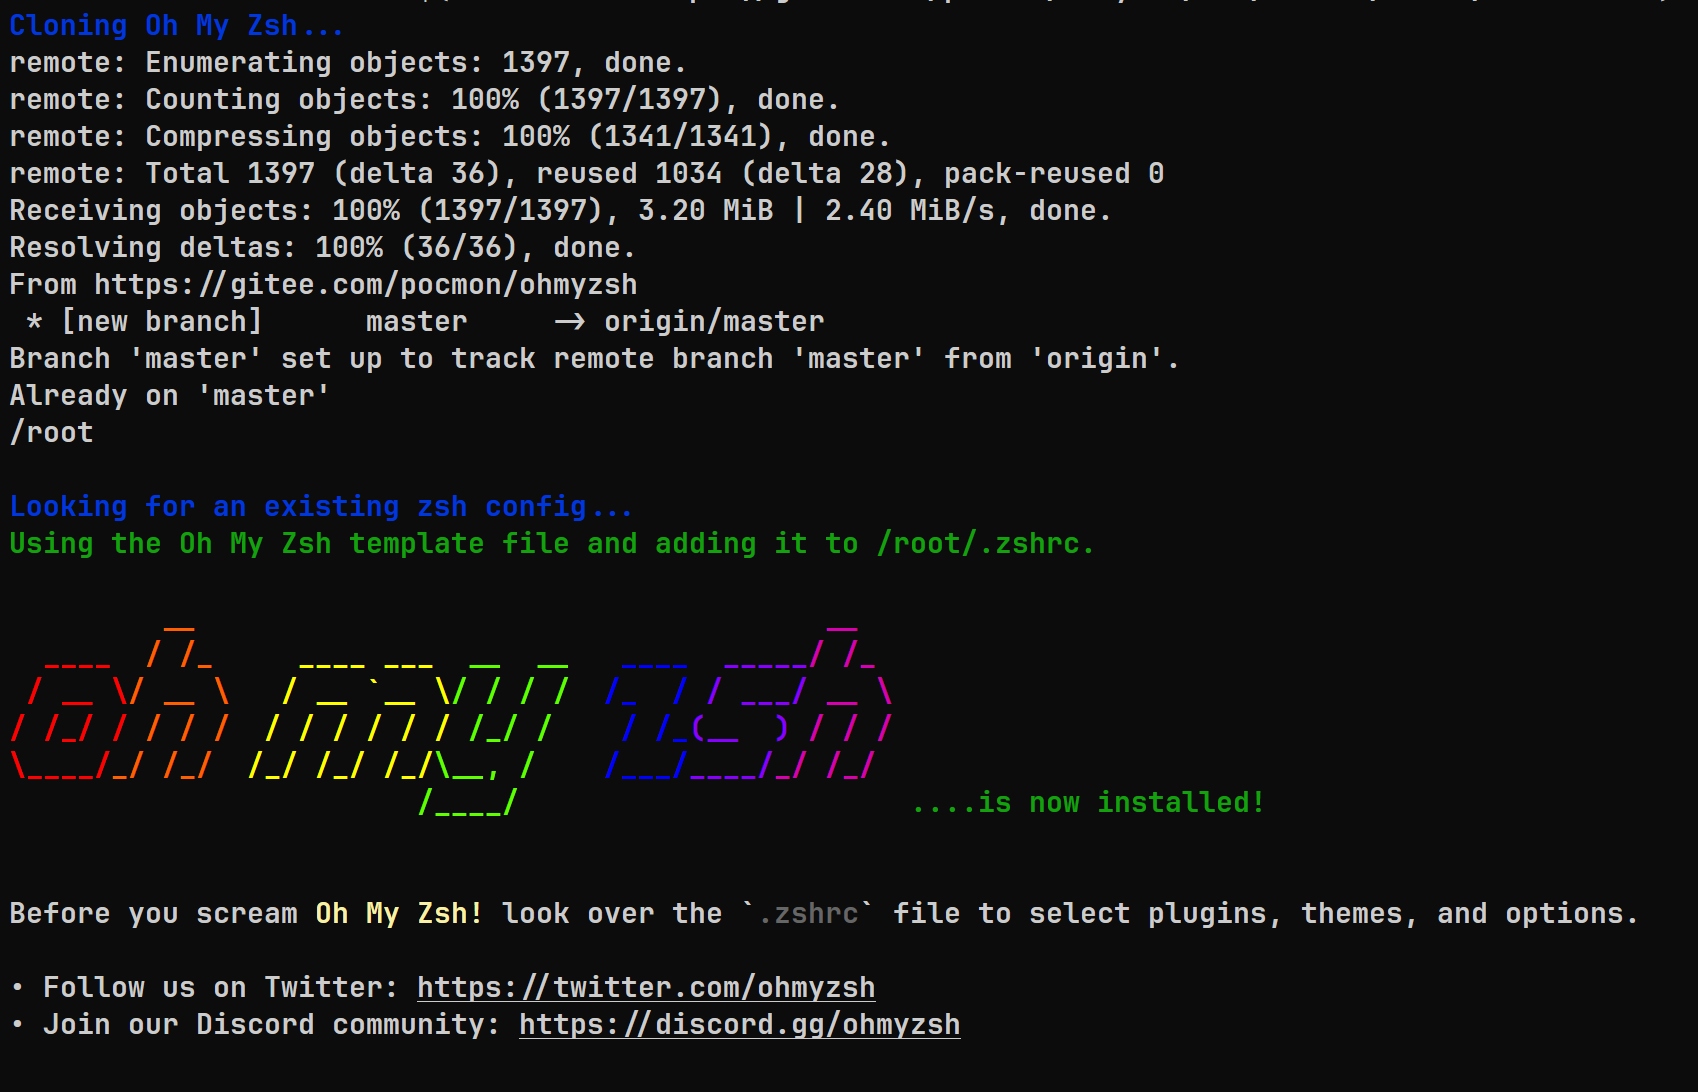 Cloning Oh My Zsh...
remote: Enumerating objects: 1397, done.
remote: Counting objects: 100% (1397/1397), done.
remote: Compressing objects: 100% (1341/1341), done.
remote: Total 1397 (delta 36), reused 1034 (delta 28), pack-reused 0
Receiving objects: 100% (1397/1397), 3.20 MiB | 2.40 MiB/s, done.
Resolving deltas: 100% (36/36), done.
From https://gitee.com/pocmon/ohmyzsh
 * [new branch]      master     -> origin/master
Branch 'master' set up to track remote branch 'master' from 'origin'.
Already on 'master'
/root
Looking for an existing zsh config...
Using the Oh My Zsh template file and adding it to /root/.zshrc.
oh my zsh
....is now installed!
Before you scream Oh My Zsh! look over the `.zshrc` file to select plugins, themes, and options.
• Follow us on Twitter: https://twitter.com/ohmyzsh
• Join our Discord community: https://discord.gg/ohmyzsh